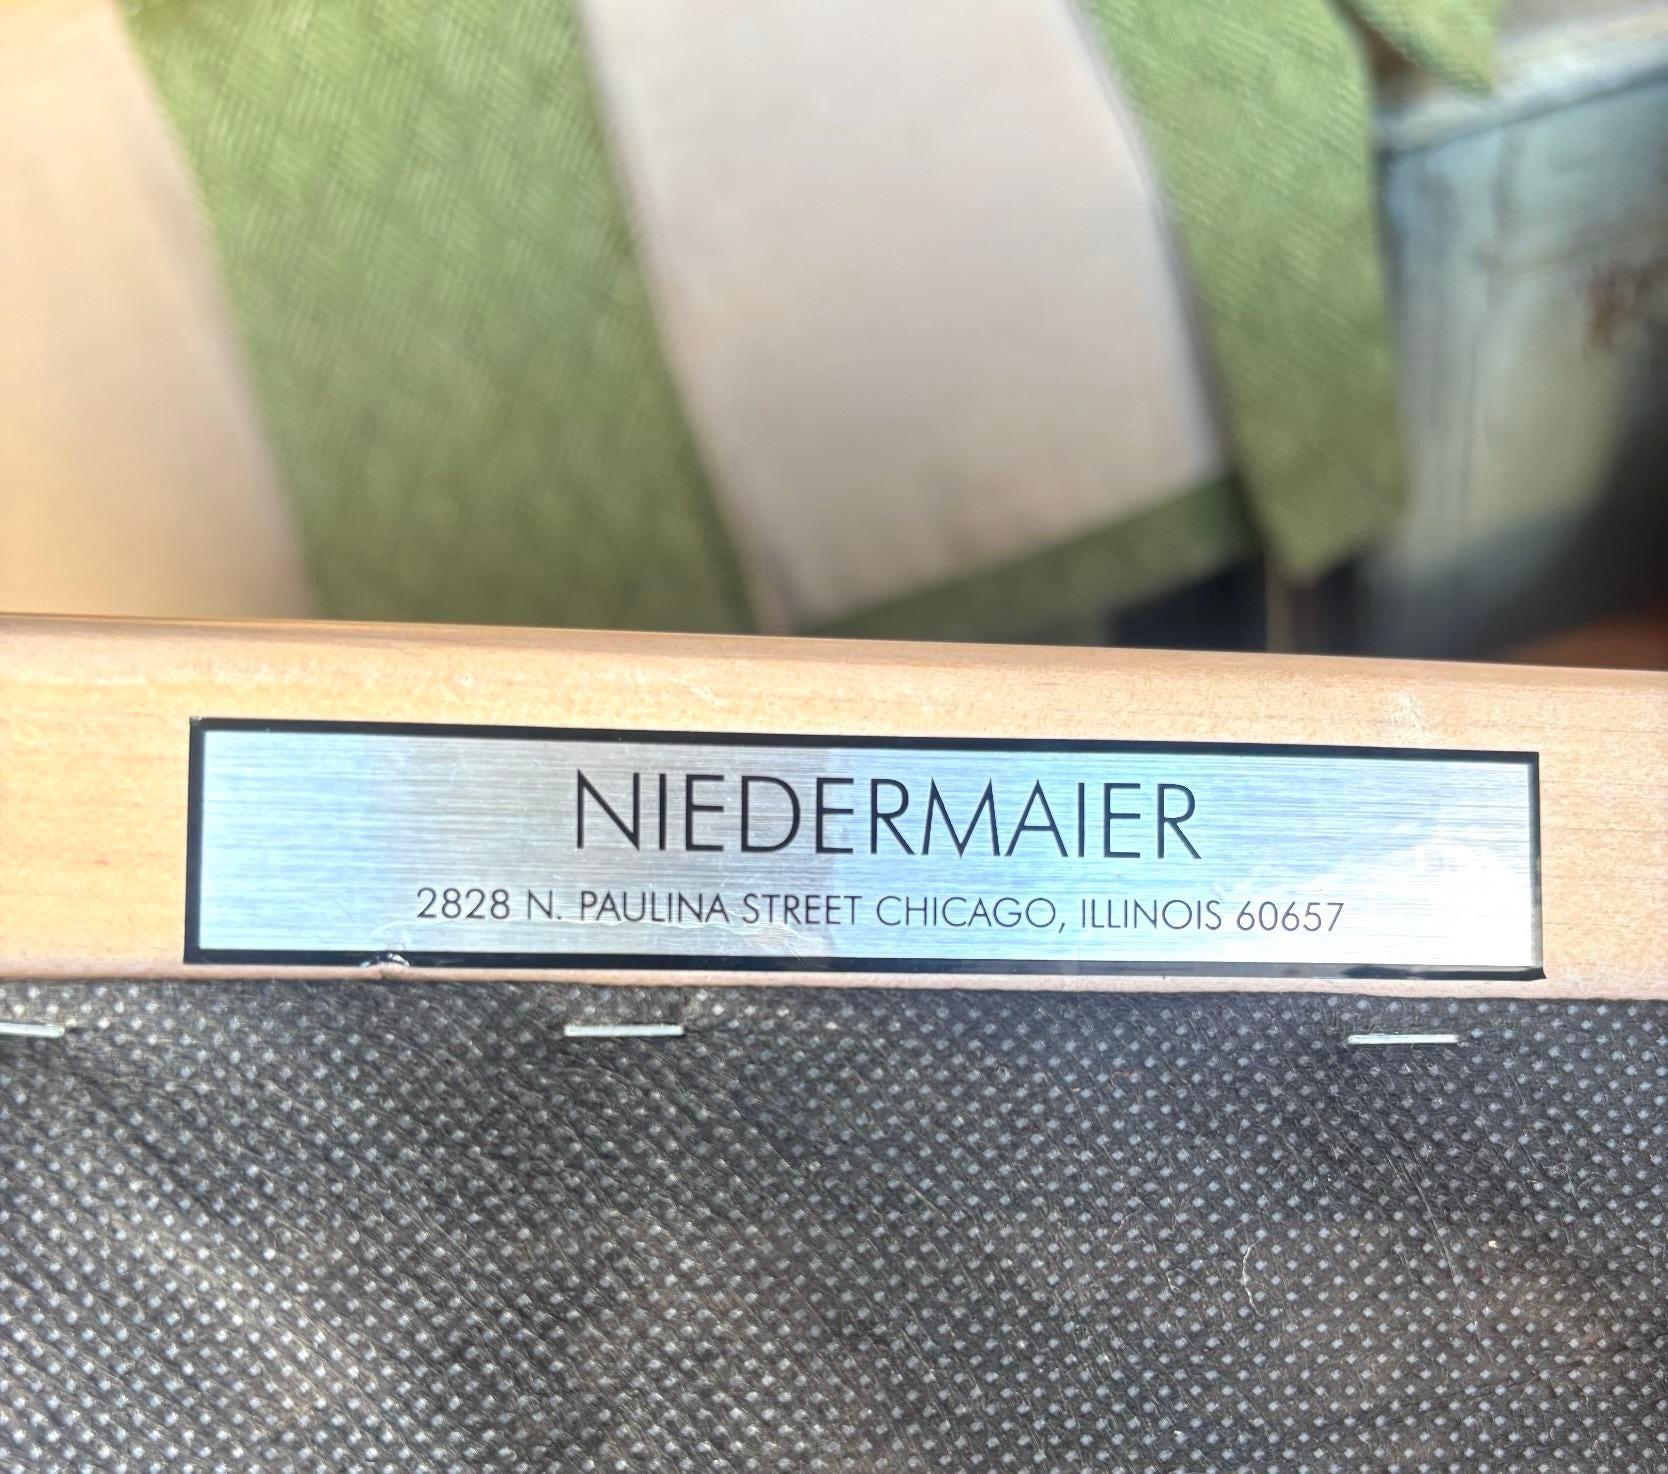 NIEDERMAIER
2828 N. PAULINA STREET CHICAGO, ILLINOIS 60657